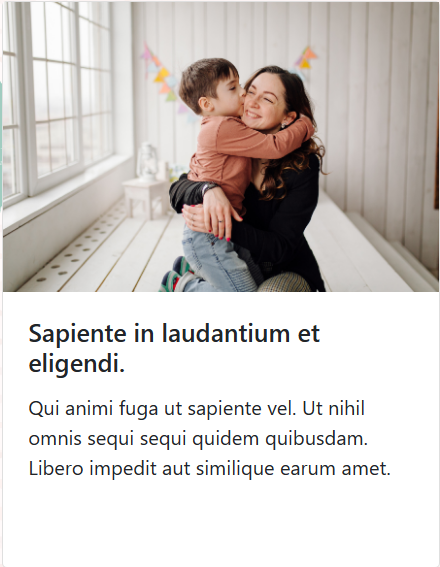 Sapiente in laudantium et
eligendi.
Qui animi fuga ut sapiente vel. Ut nihil
omnis sequi sequi quidem quibusdam.
Libero impedit aut similique earum amet.